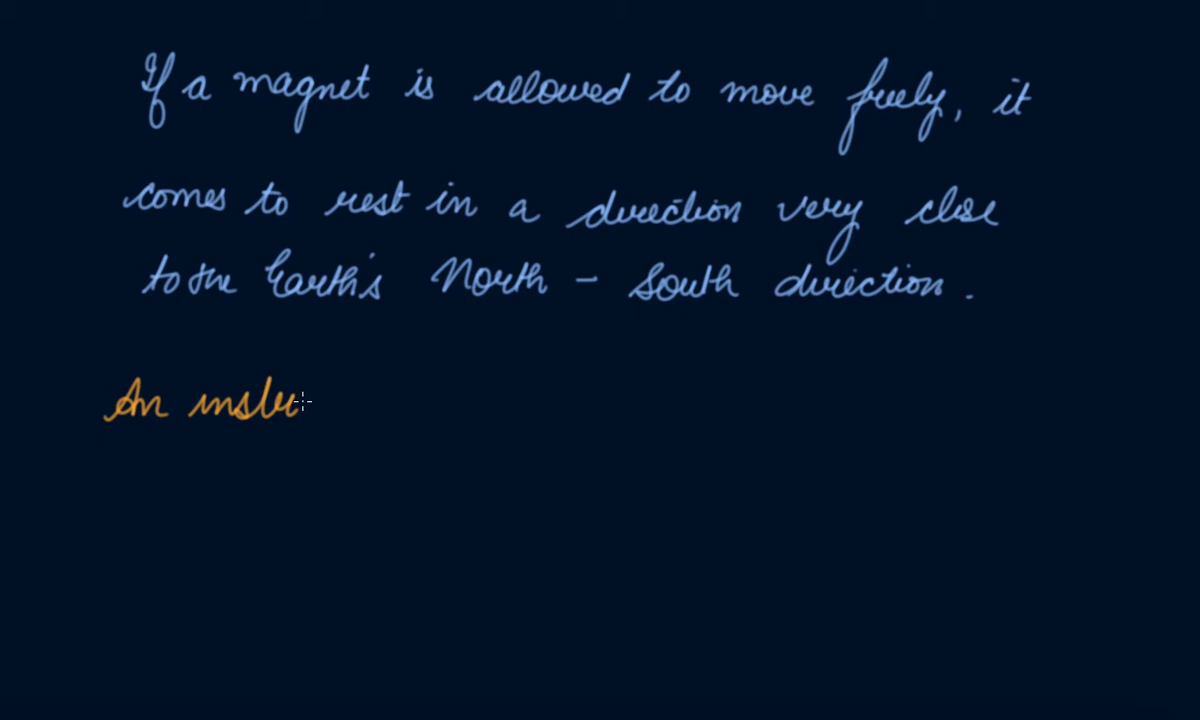 If a magnet is allowed to move freely, it
comes to rest in a direction very close
to the Earth's North - South direction.
An instru